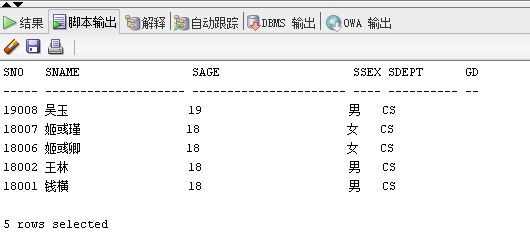 结果 脚本输出 解释 自动跟踪 DBMS 输出 OWA 输出
SNO SNAME SAGE SSEX SDEPT GD
----- -------------------- ---------------------- ---- ---------- --
19008 吴玉 19 男 CS
18007 姬彧瑾 18 女 CS
18006 姬彧卿 18 女 CS
18002 王林 18 男 CS
18001 钱横 18 男 CS
5 rows selected